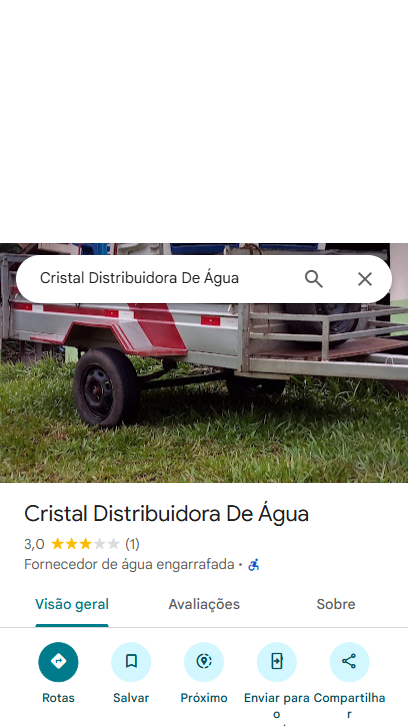 Cristal Distribuidora De Água
Cristal Distribuidora De Água
3,0 (1)
Fornecedor de água engarrafada ·
Visão geral Avaliações Sobre
Rotas Salvar Próximo Enviar para o Compartilhar